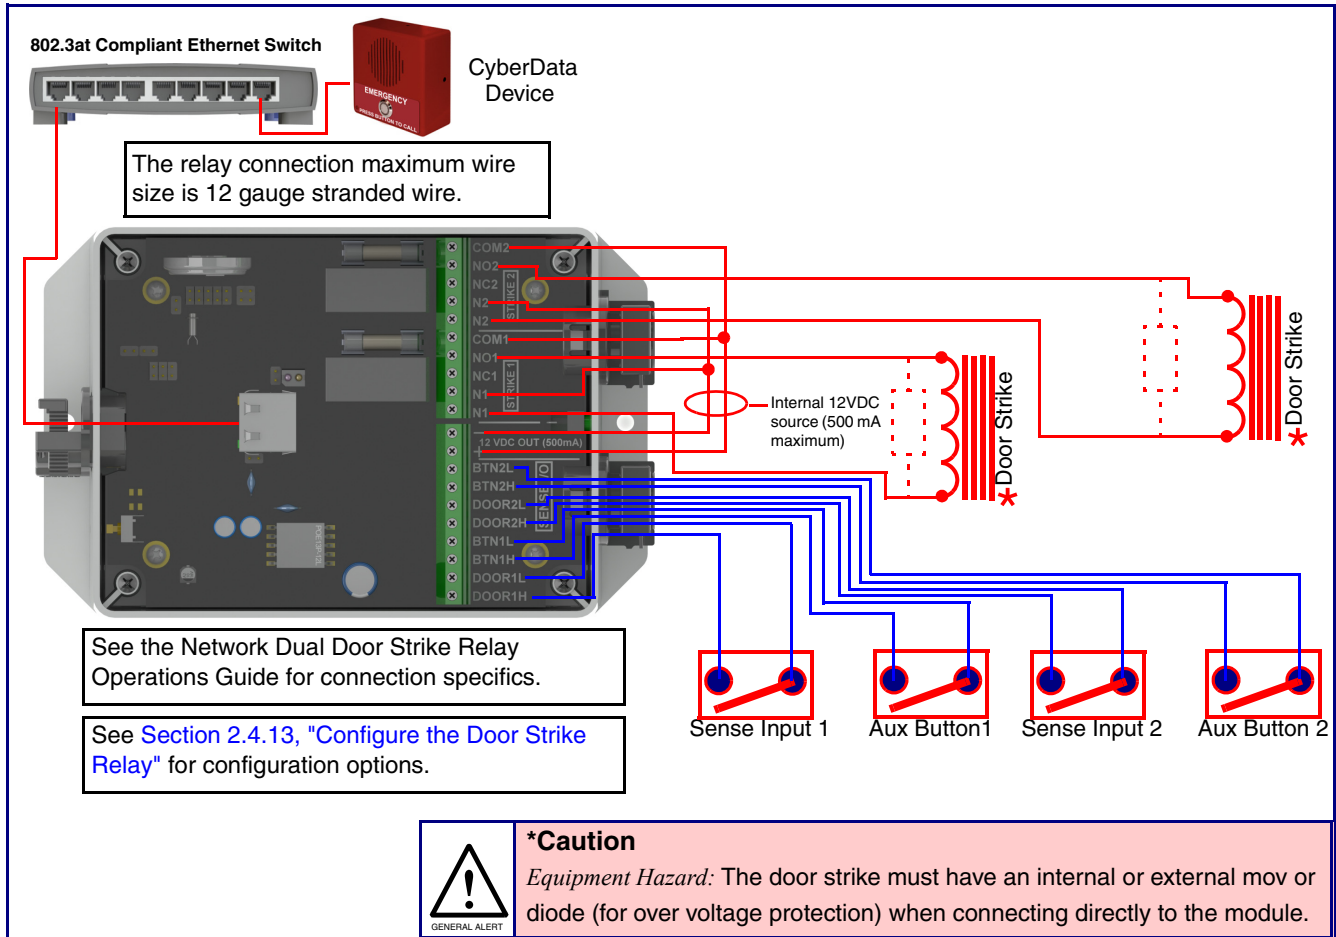 802.3at Compliant Ethernet Switch
CyberData
Device
EMERGENCY
PRESS BUTTON TO CALL
The relay connection maximum wire
size is 12 gauge stranded wire.
COM2
NO2
NC2
N2
N2
STRIKE 2
COM1
NO1
NC1
N1
N1
STRIKE 1
-
12 VDC OUT (500mA)
+
BTN2L
BTN2H
DOOR2L
DOOR2H
BTN1L
BTN1H
DOOR1L
DOOR1H
Internal 12VDC
source (500 mA
maximum)
*Door Strike
*Door Strike
See the Network Dual Door Strike Relay
Operations Guide for connection specifics.
See Section 2.4.13, "Configure the Door Strike
Relay" for configuration options.
Sense Input 1
Aux Button1
Sense Input 2
Aux Button 2
*Caution
GENERAL ALERT
Equipment Hazard: The door strike must have an internal or external mov or
diode (for over voltage protection) when connecting directly to the module.